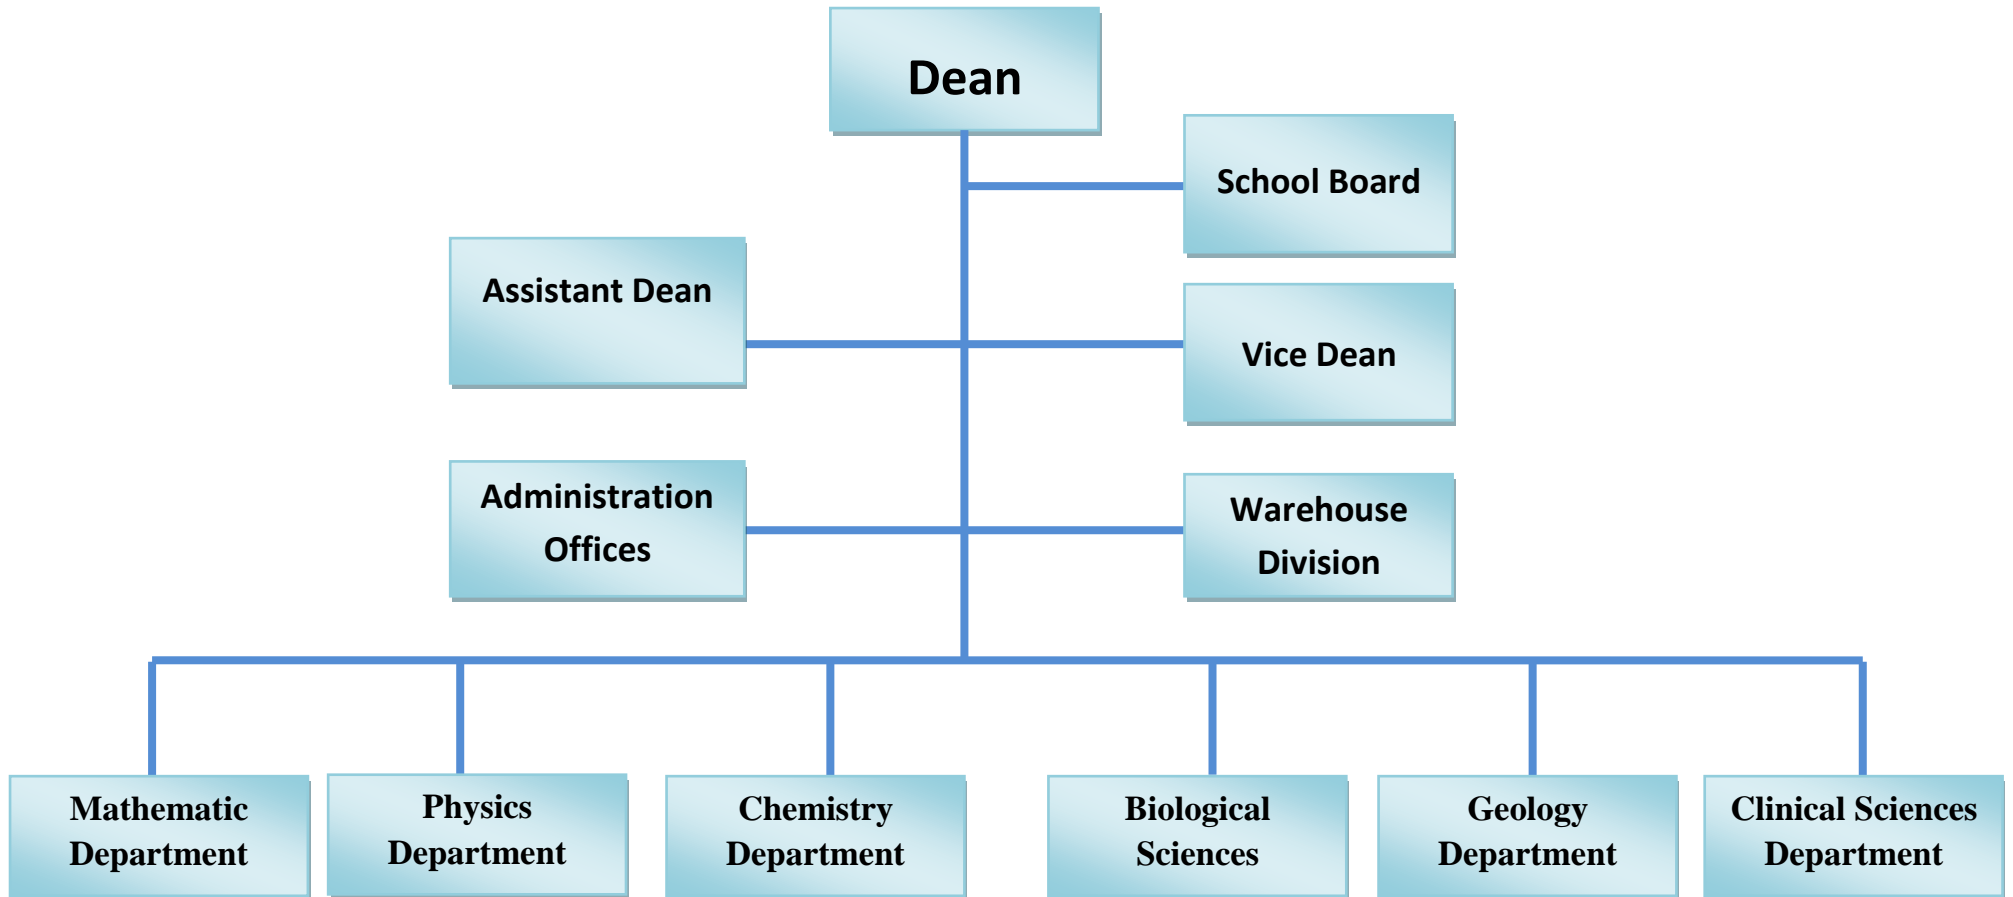 Dean
School Board
Assistant Dean
Vice Dean
Administration
Offices
Warehouse
Division
Mathematic
Department
Physics
Department
Chemistry
Department
Biological
Sciences
Geology
Department
Clinical Sciences
Department